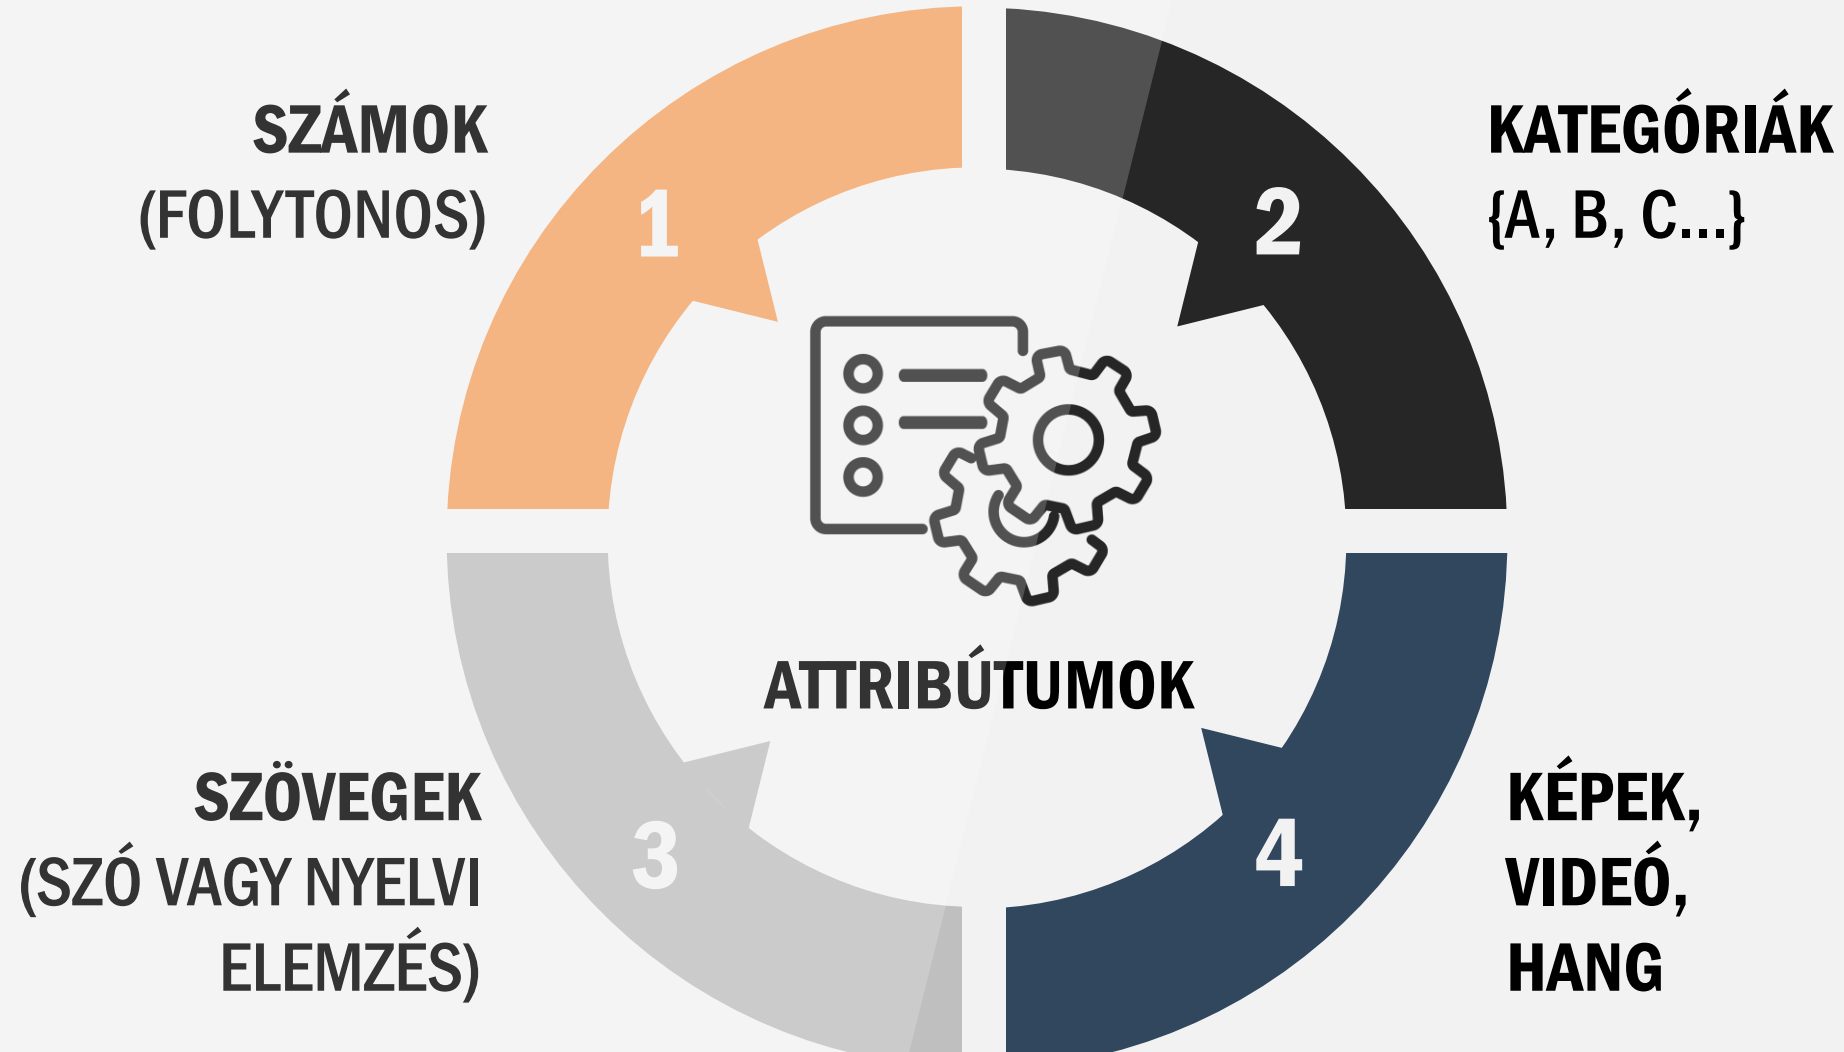 SZÁMOK
(FOLYTONOS)
1
2
KATEGÓRIÁK
{A, B, C...}
ATTRIBÚTUMOK
SZÖVEGEK
(SZÓ VAGY NYELVI
ELEMZÉS)
3
4
KÉPEK,
VIDEÓ,
HANG